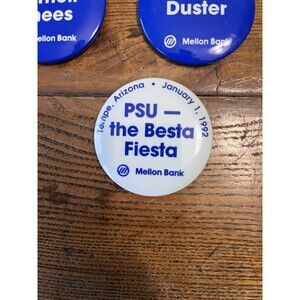 nees
Mellon Bank
Duster
Mellon Bank
Tempe, Arizona • January 1, 1992
PSU —
the Besta
Fiesta
Mellon Bank